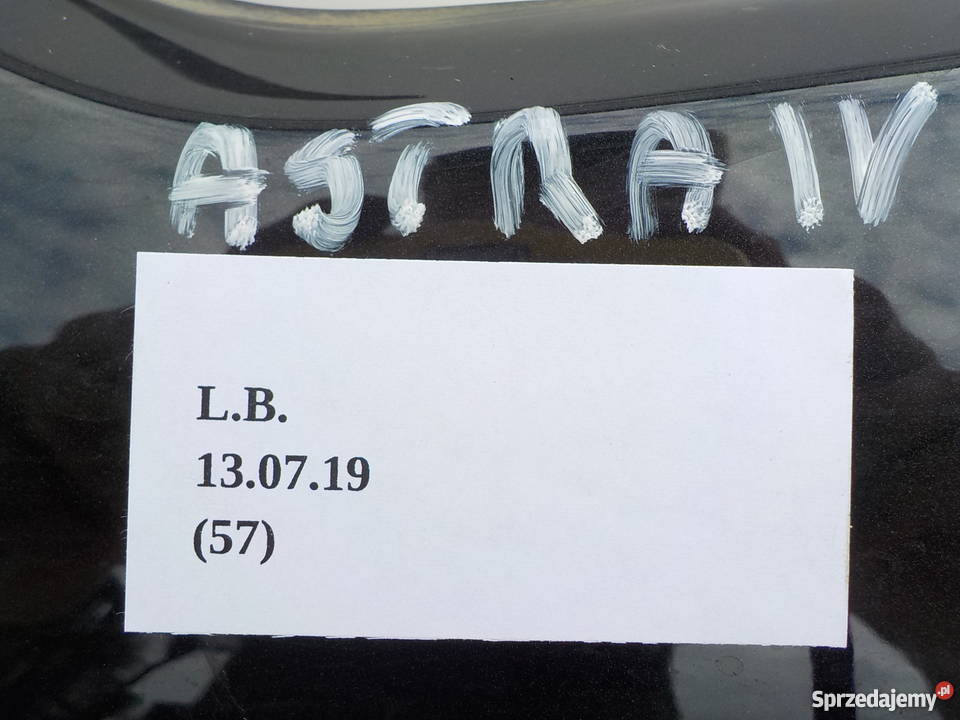 ASTRA IV
L.B.
13.07.19
(57)
Sprzedajemy.pl